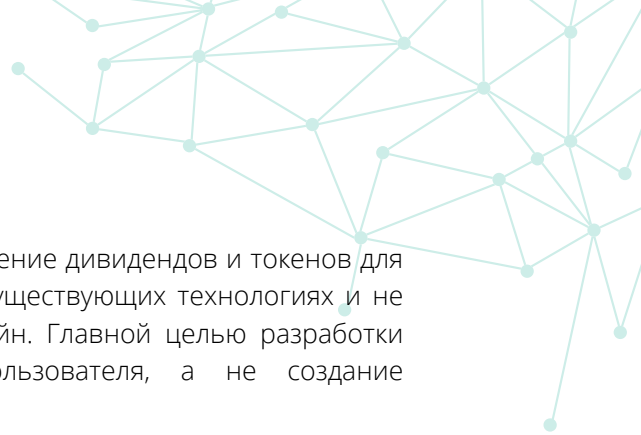 ение дивидендов и токенов для
уществующих технологиях и не
йн. Главной целью разработки
ользователя, а не создание